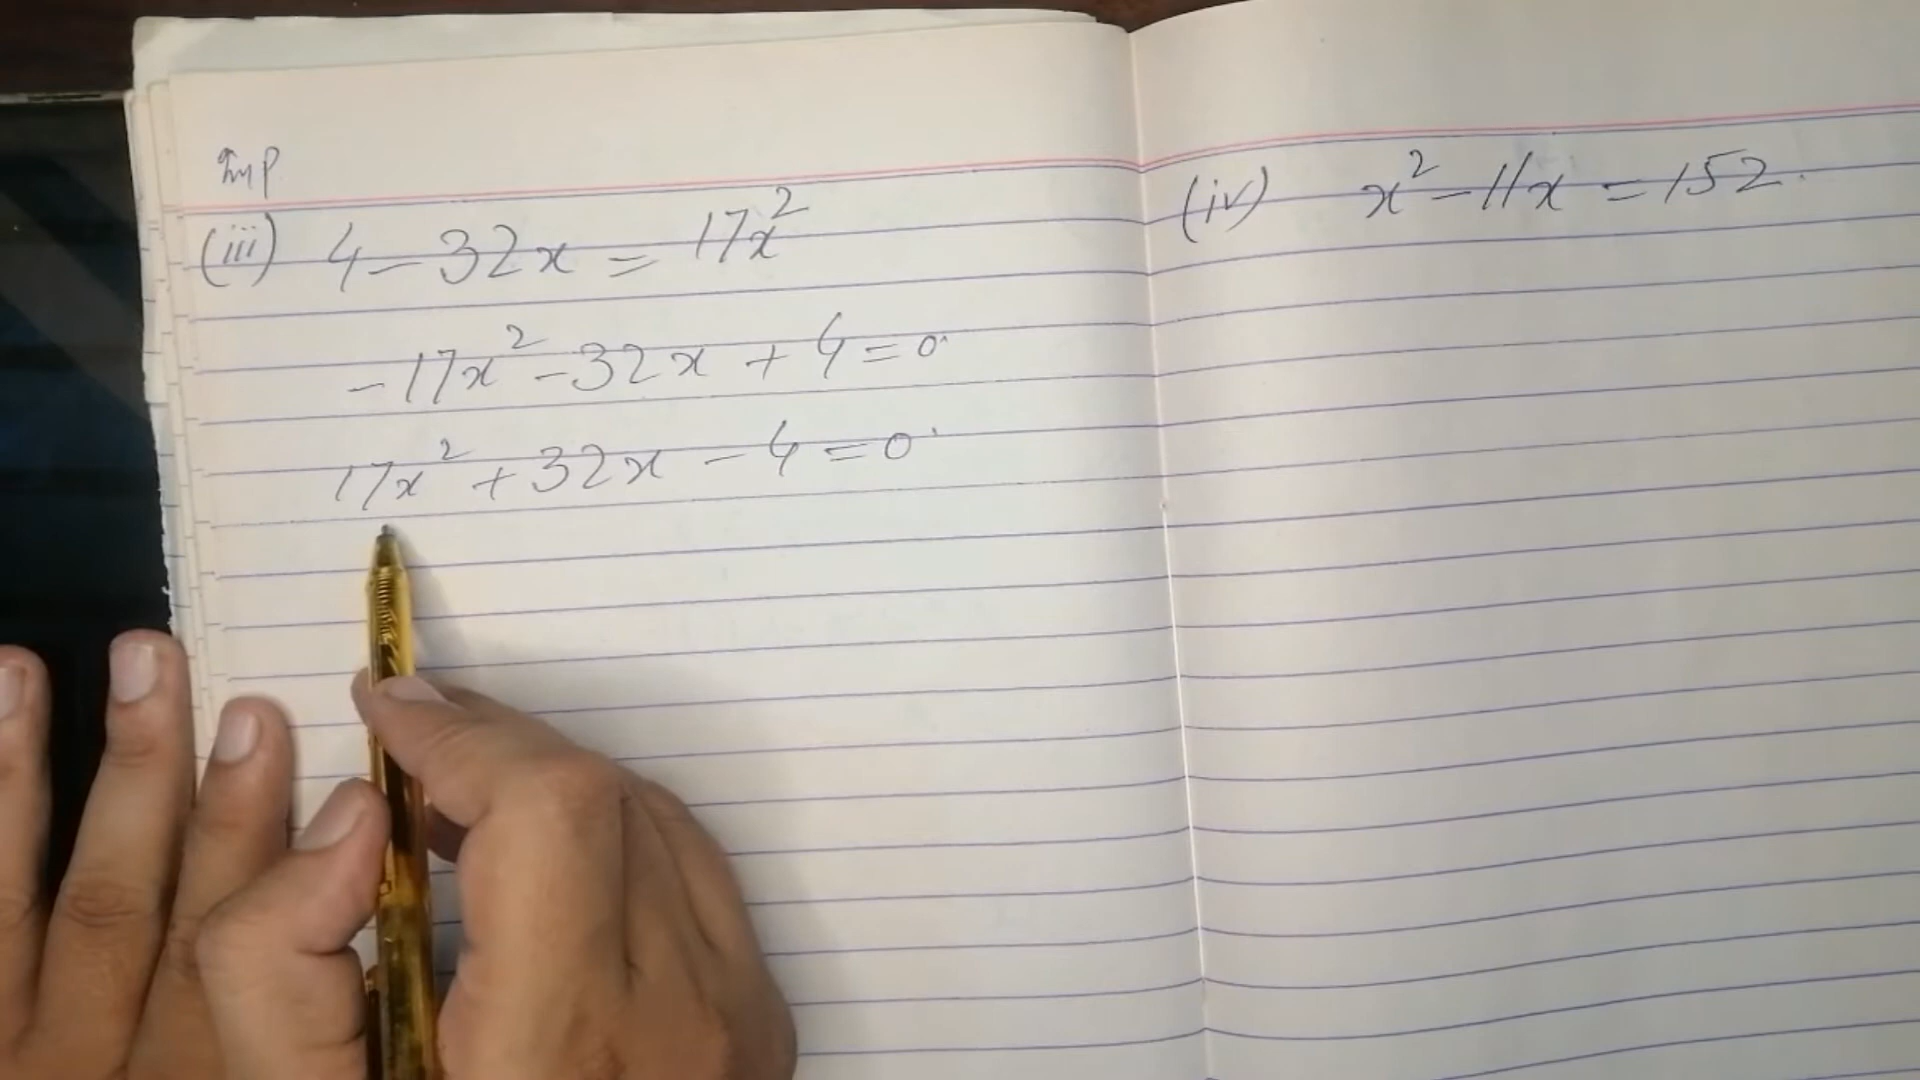 Imp
(iii) 4 - 32x = 17x²
-17x² - 32x + 4 = 0
17x² + 32x - 4 = 0
(iv) x² - 11x = 152.